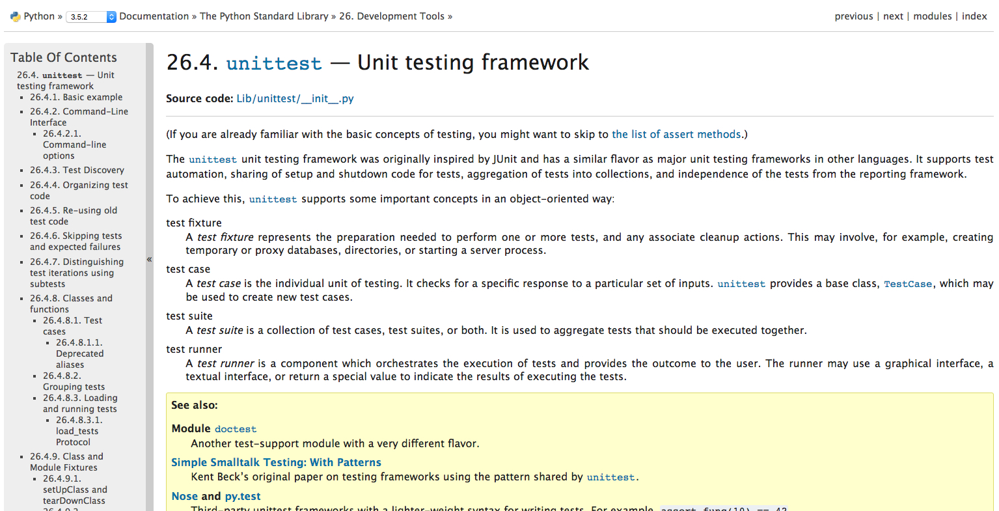 Python » 3.5.2 Documentation » The Python Standard Library » 26. Development Tools »
previous | next | modules | index
Table Of Contents
26.4. unittest — Unit
testing framework
26.4.1. Basic example
26.4.2. Command-Line
Interface
26.4.2.1.
Command-line
options
26.4.3. Test Discovery
26.4.4. Organizing test
code
26.4.5. Re-using old
test code
26.4.6. Skipping tests
and expected failures
26.4.7. Distinguishing
test iterations using
subtests
26.4.8. Classes and
functions
26.4.8.1. Test
cases
26.4.8.1.1.
Deprecated
aliases
26.4.8.2.
Grouping tests
26.4.8.3. Loading
and running tests
26.4.8.3.1.
load_tests
Protocol
26.4.9. Class and
Module Fixtures
26.4.9.1.
setUpClass and
tearDownClass
26.4.9.2.
«
26.4. unittest — Unit testing framework
Source code: Lib/unittest/__init__.py
(If you are already familiar with the basic concepts of testing, you might want to skip to the list of assert methods.)
The unittest unit testing framework was originally inspired by JUnit and has a similar flavor as major unit testing frameworks in other languages. It supports test
automation, sharing of setup and shutdown code for tests, aggregation of tests into collections, and independence of the tests from the reporting framework.
To achieve this, unittest supports some important concepts in an object-oriented way:
test fixture
A test fixture represents the preparation needed to perform one or more tests, and any associate cleanup actions. This may involve, for example, creating
temporary or proxy databases, directories, or starting a server process.
test case
A test case is the individual unit of testing. It checks for a specific response to a particular set of inputs. unittest provides a base class, TestCase, which may
be used to create new test cases.
test suite
A test suite is a collection of test cases, test suites, or both. It is used to aggregate tests that should be executed together.
test runner
A test runner is a component which orchestrates the execution of tests and provides the outcome to the user. The runner may use a graphical interface, a
textual interface, or return a special value to indicate the results of executing the tests.
See also:
Module doctest
Another test-support module with a very different flavor.
Simple Smalltalk Testing: With Patterns
Kent Beck's original paper on testing frameworks using the pattern shared by unittest.
Nose and py.test
Third-party unittest frameworks with a lighter-weight syntax for writing tests. For example, assert func(10) == 42